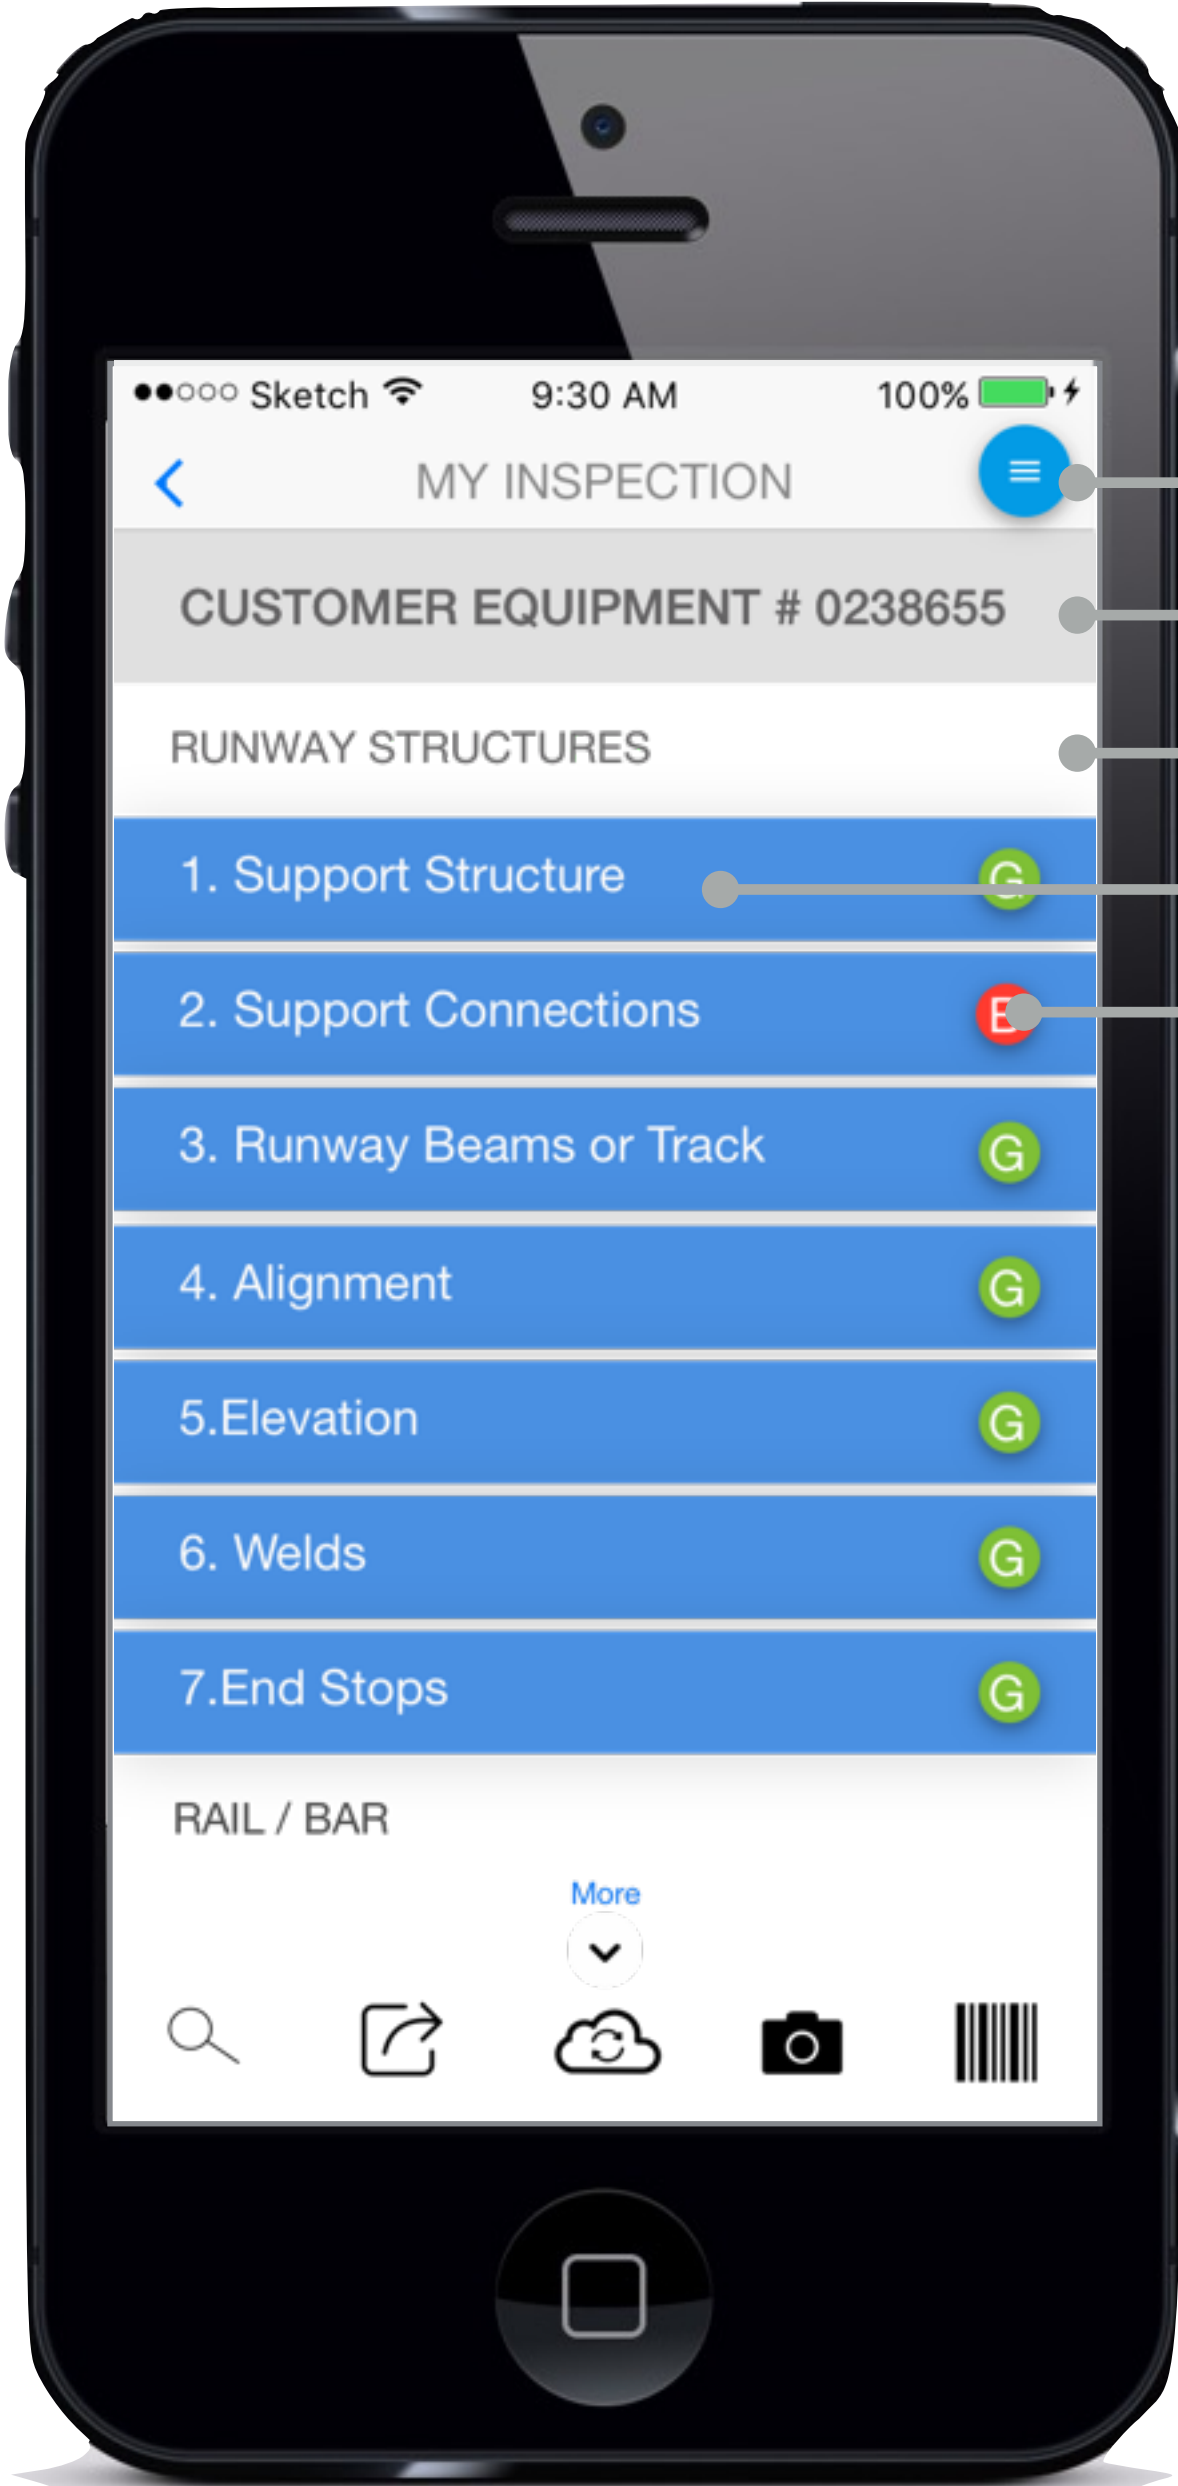 Sketch 9:30 AM 100%
MY INSPECTION
CUSTOMER EQUIPMENT # 0238655
RUNWAY STRUCTURES
1. Support Structure G
2. Support Connections
3. Runway Beams or Track G
4. Alignment G
5.Elevation G
6. Welds G
7.End Stops G
RAIL / BAR
More